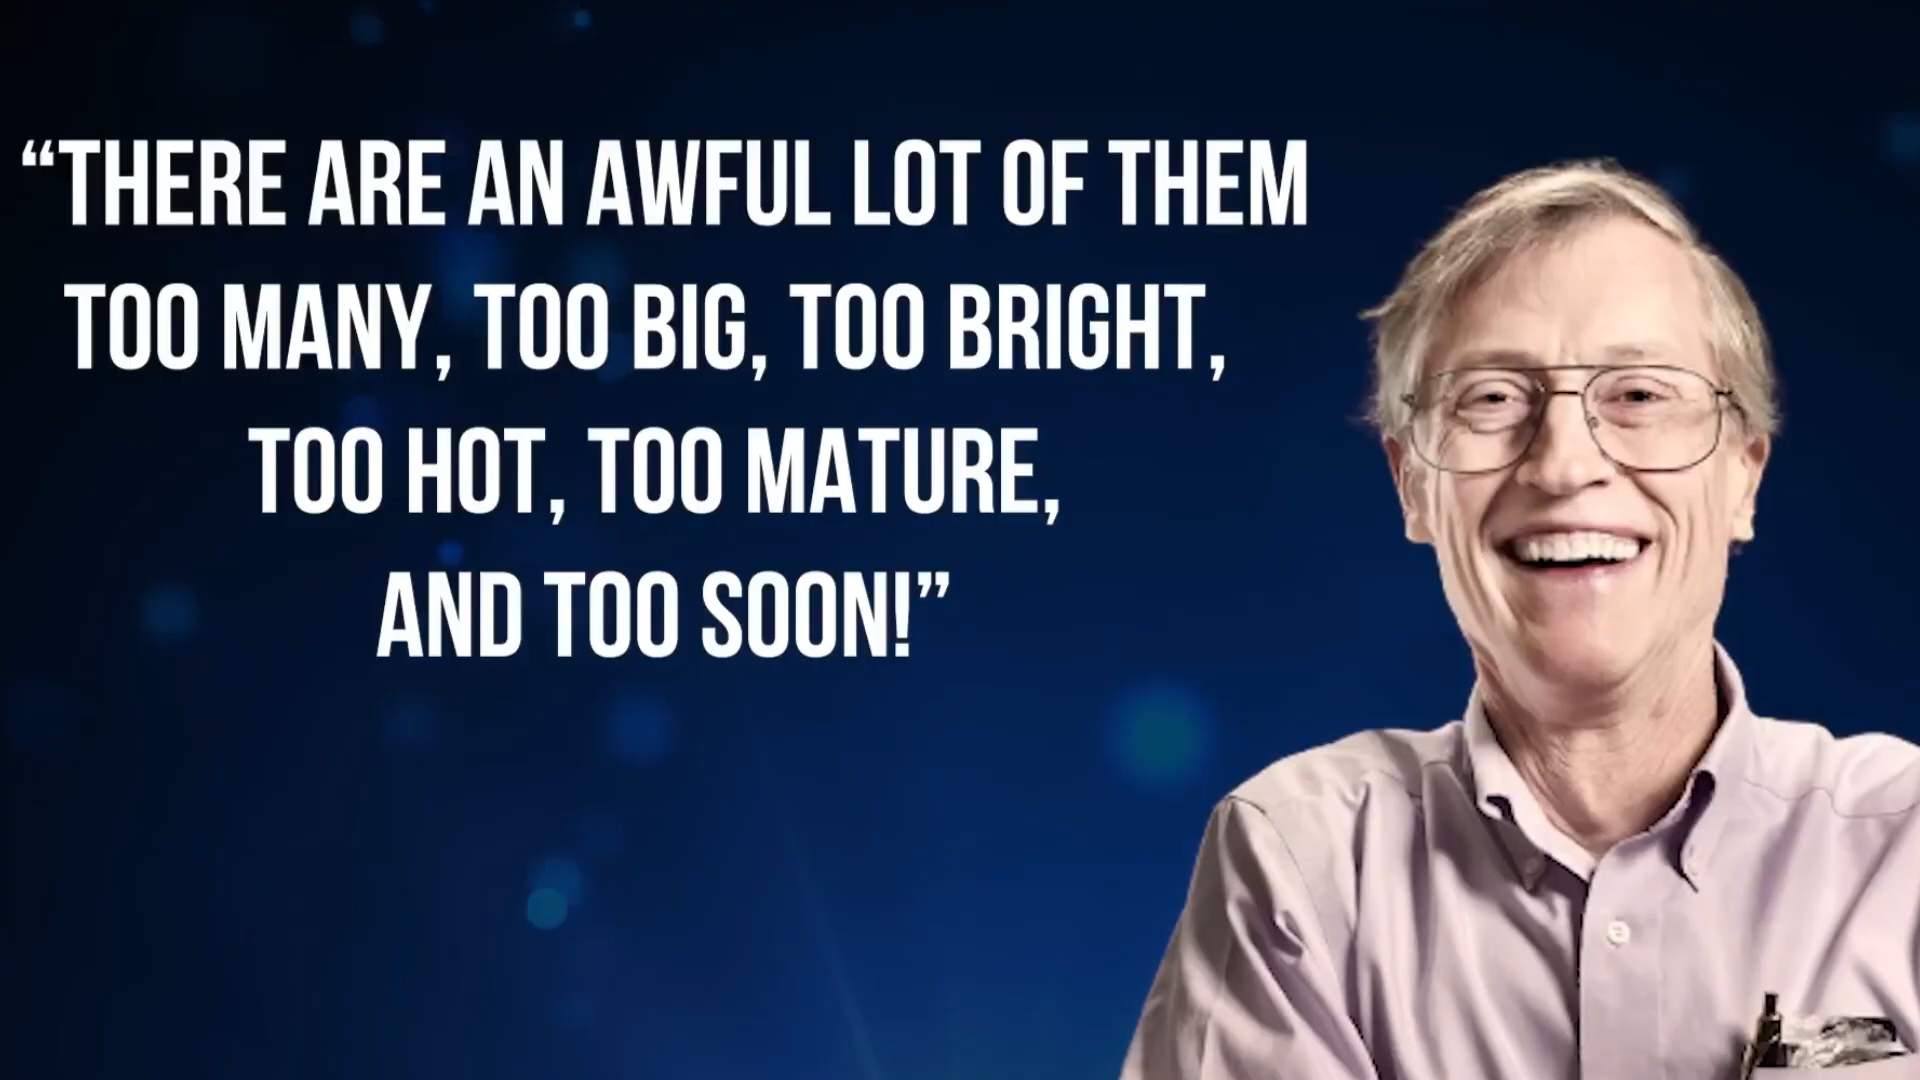 “THERE ARE AN AWFUL LOT OF THEM
TOO MANY, TOO BIG, TOO BRIGHT,
TOO HOT, TOO MATURE,
AND TOO SOON!”